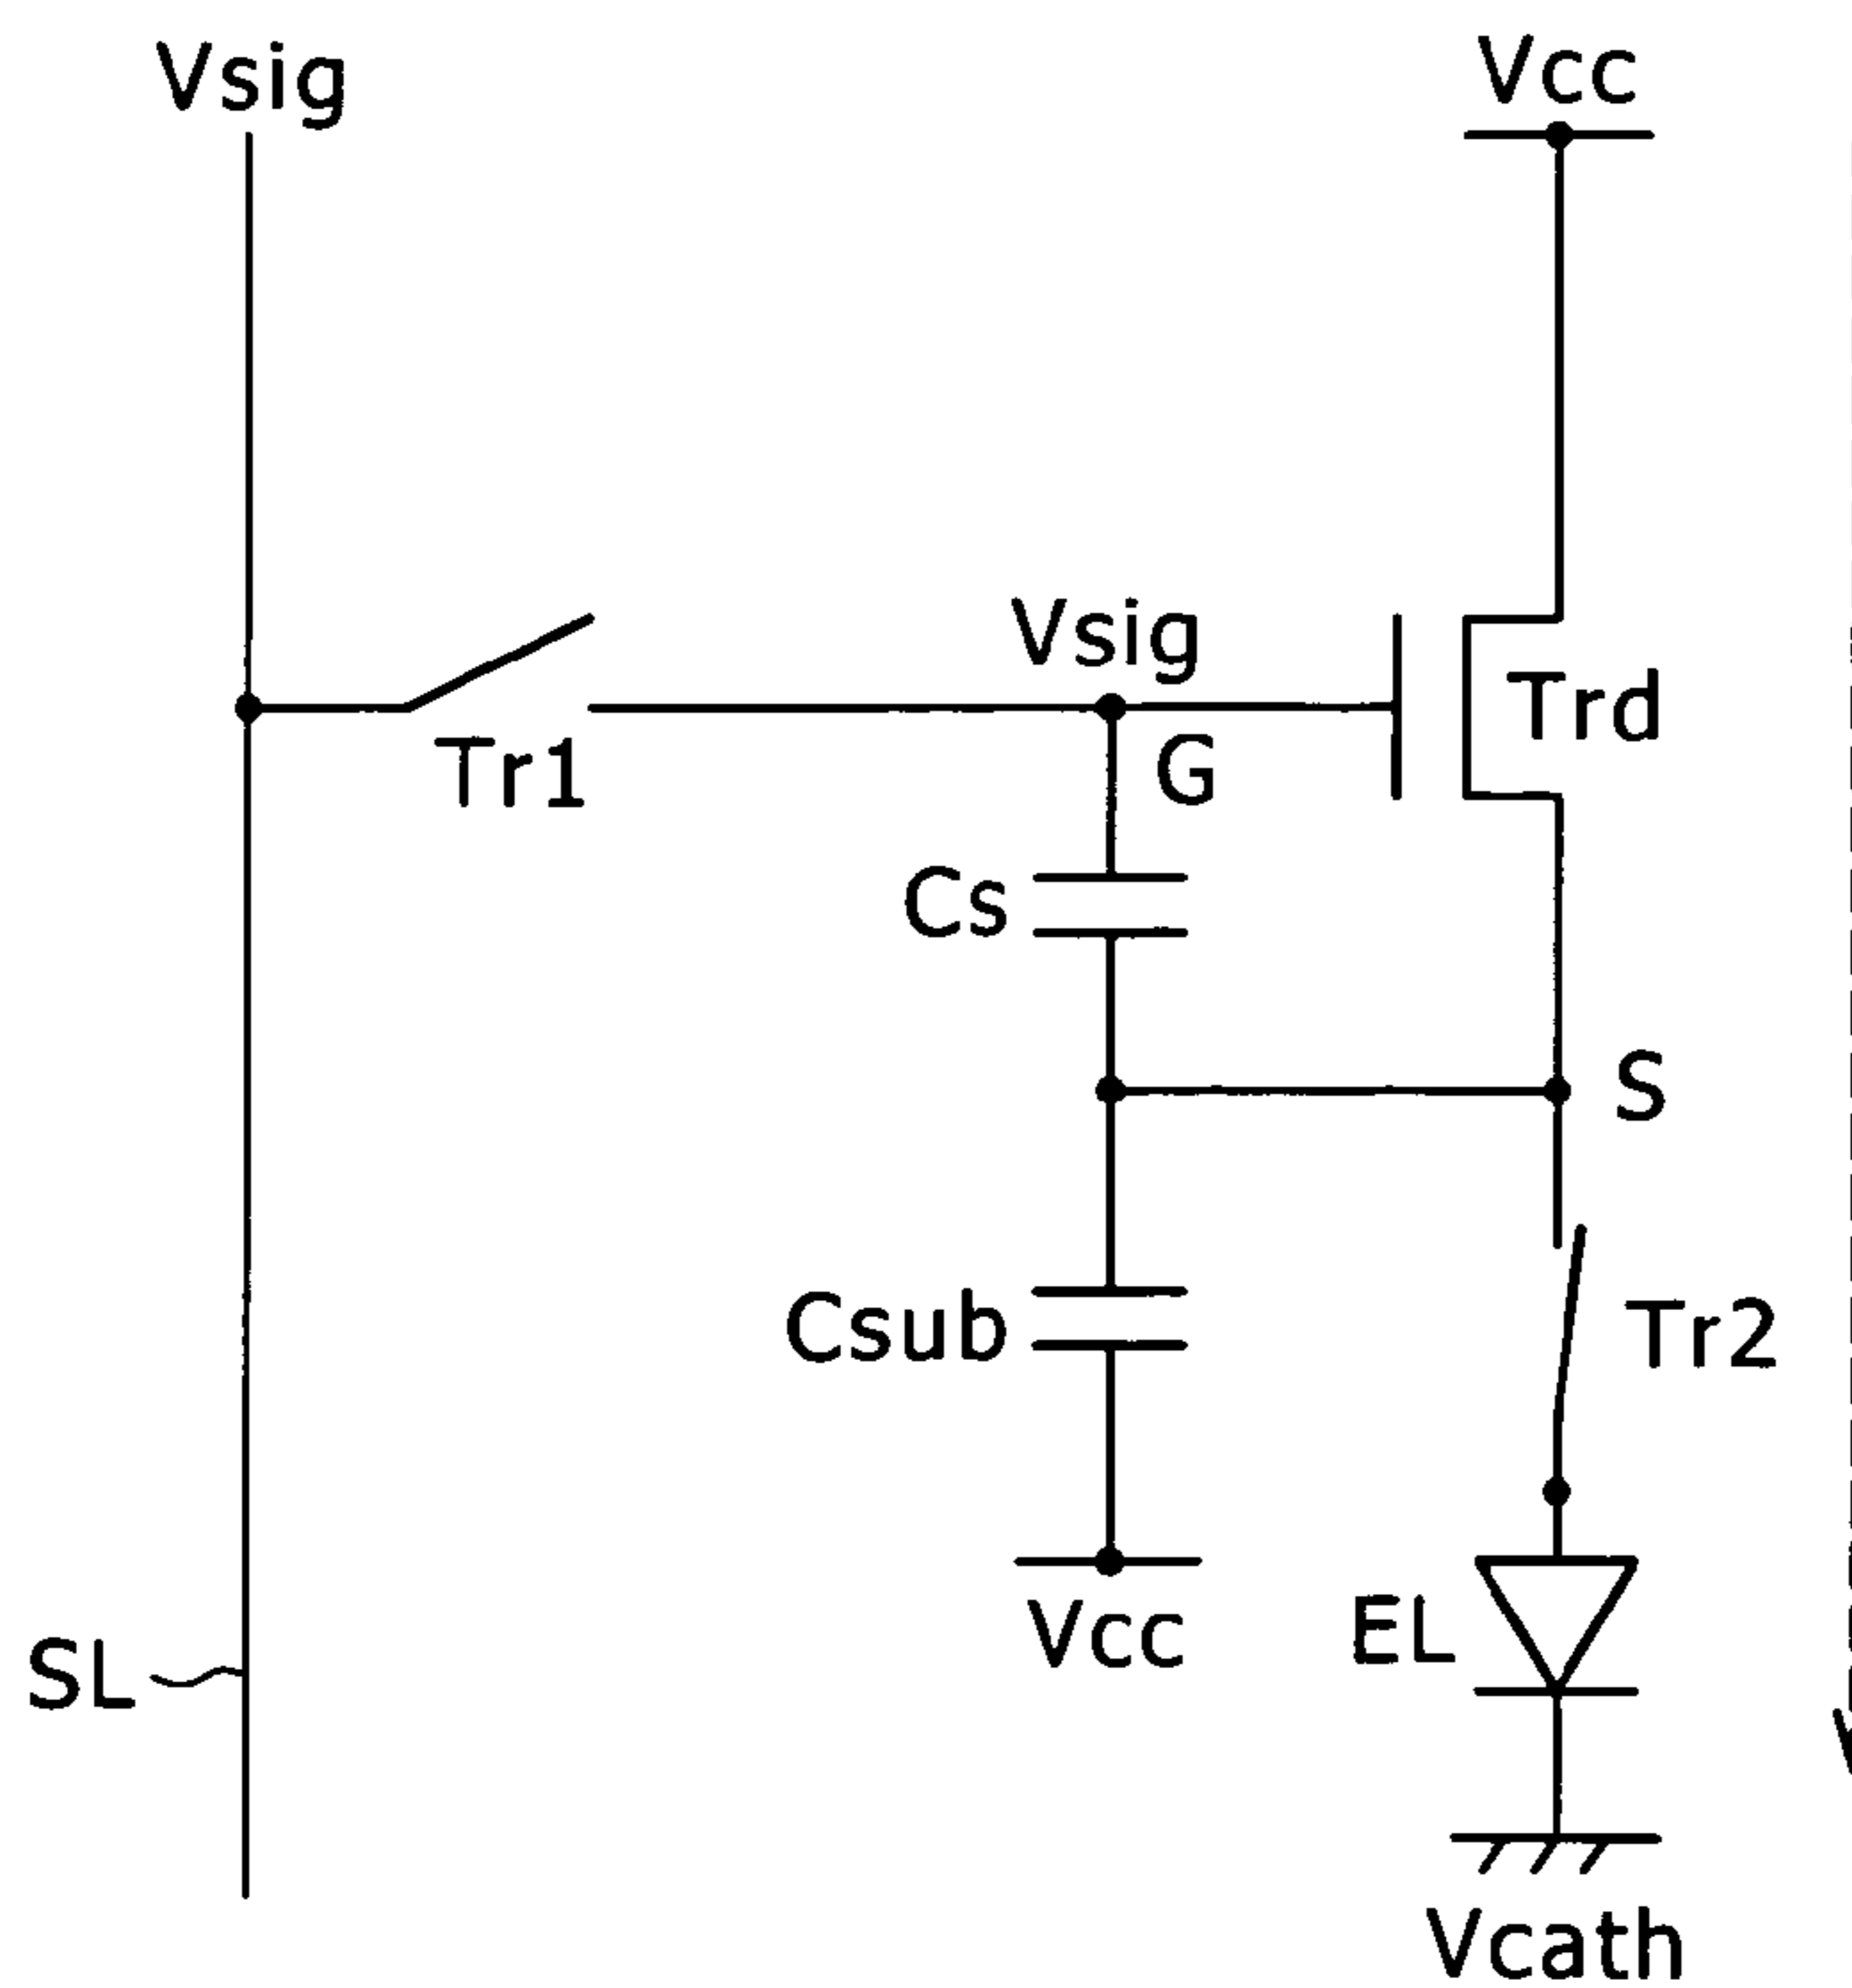 Vsig
Vcc
Vsig
Trd
Tr1
G
Cs
S
Csub
Tr2
Vcc
EL
SL
Vcath